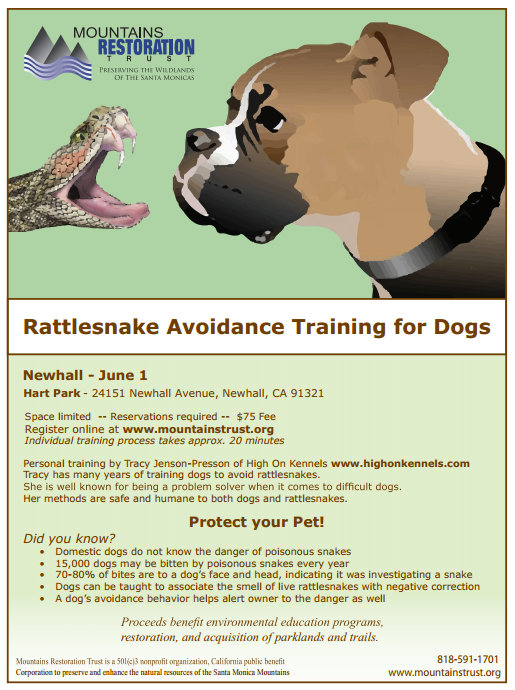 MOUNTAINS
RESTORATION
TRUST
PRESERVING THE WILDLANDS
OF THE SANTA MONICAS
Rattlesnake Avoidance Training for Dogs
Newhall - June 1
Hart Park - 24151 Newhall Avenue, Newhall, CA 91321
Space limited -- Reservations required -- $75 Fee
Register online at www.mountainstrust.org
Individual training process takes approx. 20 minutes
Personal training by Tracy Jenson-Presson of High On Kennels www.highonkennels.com
Tracy has many years of training dogs to avoid rattlesnakes.
She is well known for being a problem solver when it comes to difficult dogs.
Her methods are safe and humane to both dogs and rattlesnakes.
Protect your Pet!
Did you know?
• Domestic dogs do not know the danger of poisonous snakes
• 15,000 dogs may be bitten by poisonous snakes every year
• 70-80% of bites are to a dog's face and head, indicating it was investigating a snake
• Dogs can be taught to associate the smell of live rattlesnakes with negative correction
• A dog's avoidance behavior helps alert owner to the danger as well
Proceeds benefit environmental education programs,
restoration, and acquisition of parklands and trails.
Mountains Restoration Trust is a 501(c)3 nonprofit organization, California public benefit
Corporation to preserve and enhance the natural resources of the Santa Monica Mountains
818-591-1701
www.mountainstrust.org